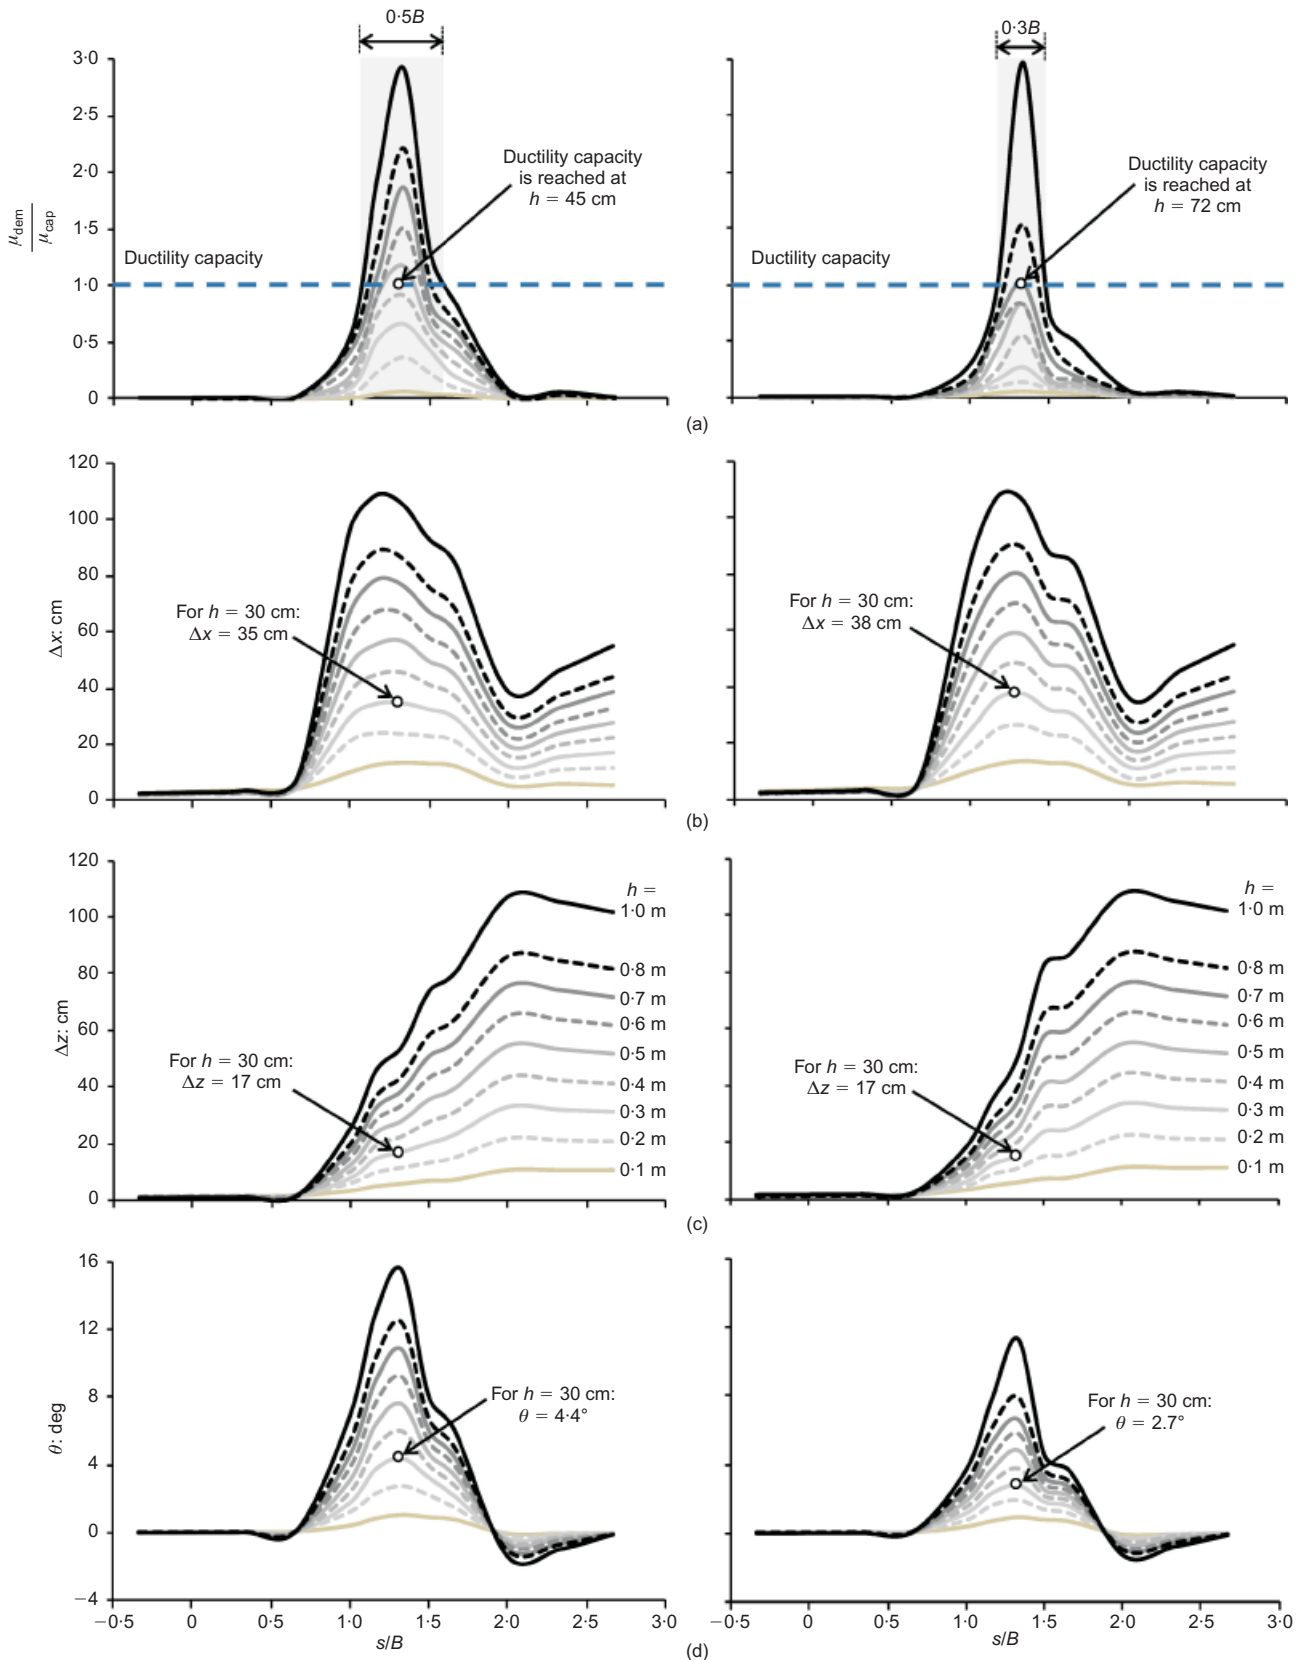 0·5B
0·3B
3·0
2·5
2·0
1·5
1·0
0·5
0
μdem
μcap
Ductility capacity
is reached at
h = 45 cm
Ductility capacity
Ductility capacity
is reached at
h = 72 cm
Ductility capacity
(a)
120
100
80
60
40
20
0
Δx: cm
For h = 30 cm:
Δx = 35 cm
For h = 30 cm:
Δx = 38 cm
(b)
120
100
80
60
40
20
0
Δz: cm
For h = 30 cm:
Δz = 17 cm
h =
1·0 m
0·8 m
0·7 m
0·6 m
0·5 m
0·4 m
0·3 m
0·2 m
0·1 m
For h = 30 cm:
Δz = 17 cm
h =
1·0 m
0·8 m
0·7 m
0·6 m
0·5 m
0·4 m
0·3 m
0·2 m
0·1 m
(c)
16
12
8
4
0
−4
θ: deg
For h = 30 cm:
θ = 4·4°
For h = 30 cm:
θ = 2.7°
−0·5 0 0·5 1·0 1·5 2·0 2·5 3·0
s/B
−0·5 0 0·5 1·0 1·5 2·0 2·5 3·0
s/B
(d)